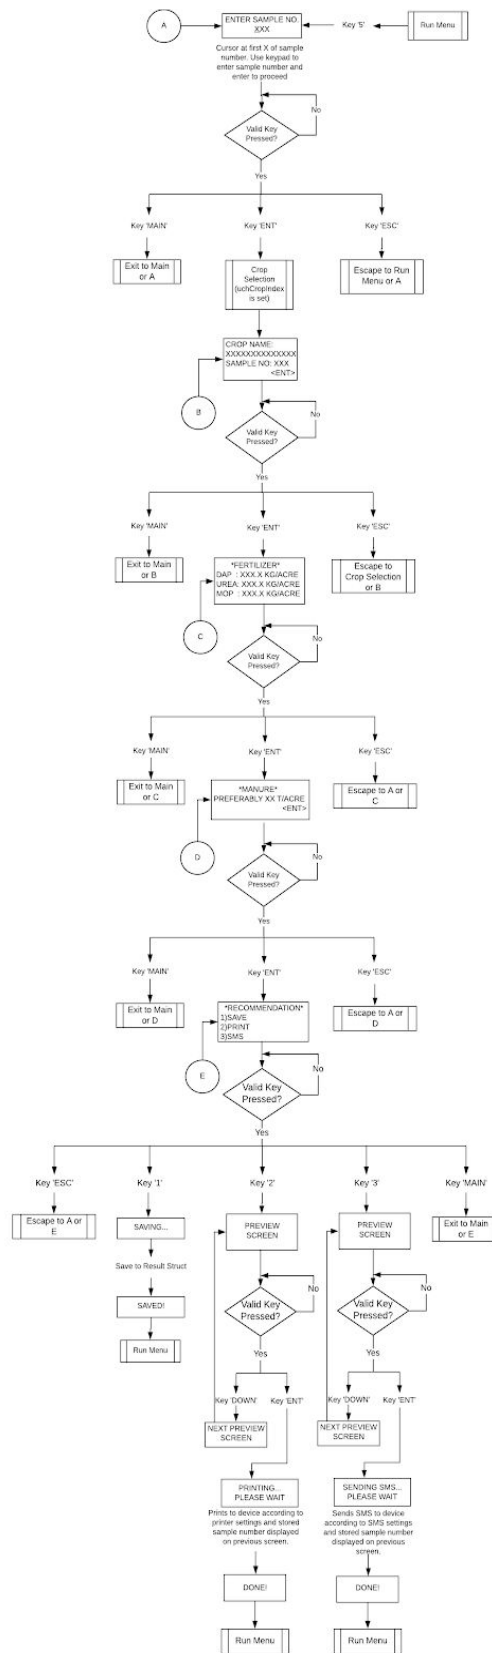 A
ENTER SAMPLE NO.
XXX
Key '5'
Run Menu
Cursor at first X of sample
number. Use keypad to
enter sample number and
enter to proceed
No
Valid Key
Pressed?
Yes
Key 'MAIN'
Key 'ENT'
Key 'ESC'
Exit to Main
or A
Crop
Selection
(uchCropIndex
is set)
Escape to Run
Menu or A
CROP NAME:
XXXXXXXXXXXXXX
SAMPLE NO: XXX
<ENT>
B
No
Valid Key
Pressed?
Yes
Key 'MAIN'
Key 'ENT'
Key 'ESC'
Exit to Main
or B
*FERTILIZER*
DAP : XXX.X KG/ACRE
UREA: XXX.X KG/ACRE
MOP : XXX.X KG/ACRE
Escape to
Crop Selection
or B
C
No
Valid Key
Pressed?
Yes
Key 'MAIN'
Key 'ENT'
Key 'ESC'
Exit to Main
or C
*MANURE*
PREFERABLY XX T/ACRE
<ENT>
Escape to A or
C
D
No
Valid Key
Pressed?
Yes
Key 'MAIN'
Key 'ENT'
Key 'ESC'
Exit to Main
or D
*RECOMMENDATION*
1)SAVE
2)PRINT
3)SMS
Escape to A or
D
E
No
Valid Key
Pressed?
Yes
Key 'ESC'
Key '1'
Key '2'
Key '3'
Key 'MAIN'
Escape to A or
E
SAVING...
PREVIEW
SCREEN
PREVIEW
SCREEN
Exit to Main
or E
Save to Result Struct
SAVED!
Run Menu
No
Valid Key
Pressed?
Yes
No
Valid Key
Pressed?
Yes
Key 'DOWN'
Key 'ENT'
Key 'DOWN'
Key 'ENT'
NEXT PREVIEW
SCREEN
NEXT PREVIEW
SCREEN
PRINTING...
PLEASE WAIT
SENDING SMS...
PLEASE WAIT
Prints to device according to
printer settings and stored
sample number displayed
on previous screen.
Sends SMS to device
according to SMS settings
and stored sample number
displayed on previous
screen.
DONE!
DONE!
Run Menu
Run Menu